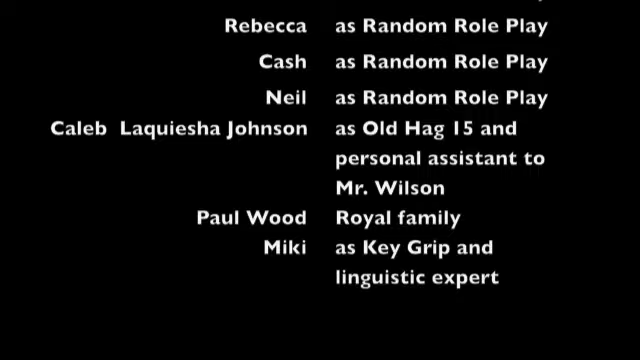 Rebecca as Random Role Play
Cash as Random Role Play
Neil as Random Role Play
Caleb Laquiesha Johnson as Old Hag 15 and
personal assistant to
Mr. Wilson
Paul Wood Royal family
Miki as Key Grip and
linguistic expert